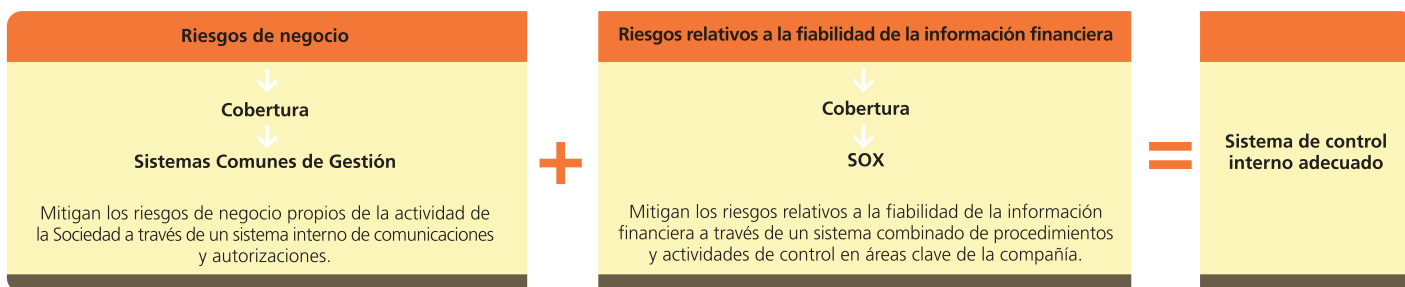 Riesgos de negocio
Cobertura
Sistemas Comunes de Gestión
Mitigan los riesgos de negocio propios de la actividad de
la Sociedad a través de un sistema interno de comunicaciones
y autorizaciones.
+
Riesgos relativos a la fiabilidad de la información financiera
Cobertura
SOX
Mitigan los riesgos relativos a la fiabilidad de la información
financiera a través de un sistema combinado de procedimientos
y actividades de control en áreas clave de la compañía.
=
Sistema de control
interno adecuado